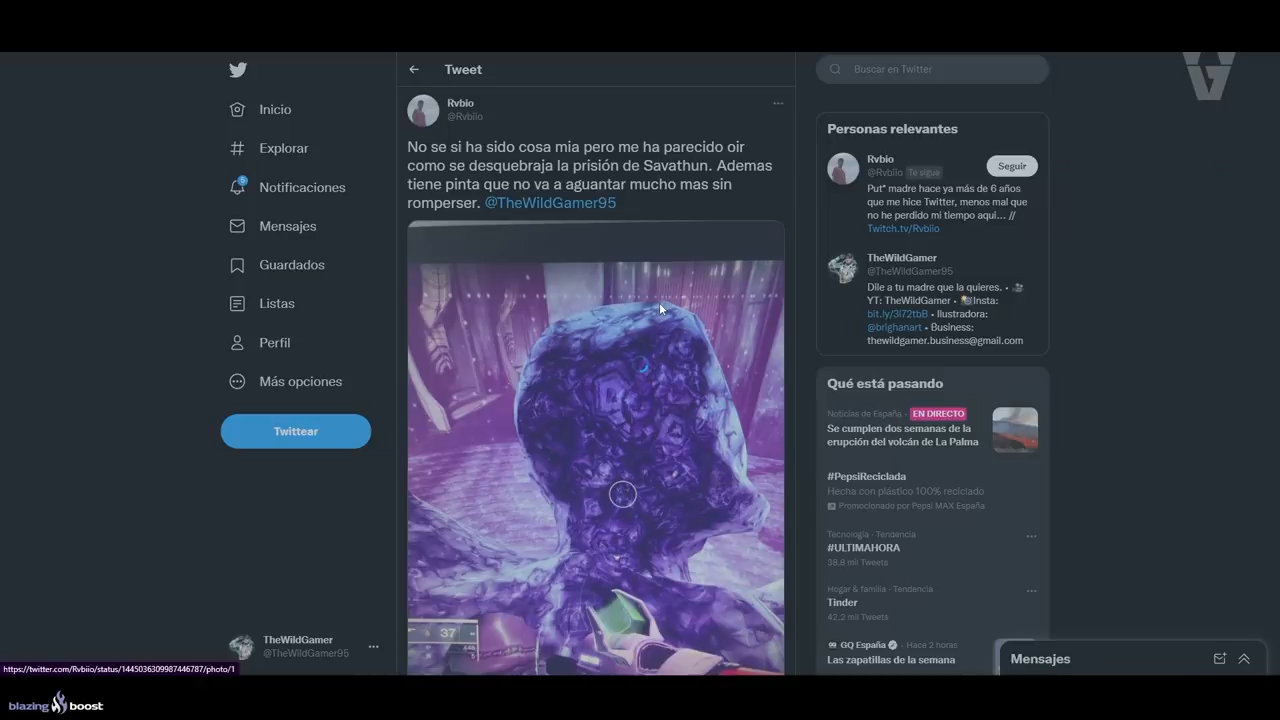 Tweet
Buscar en Twitter
Inicio
Explorar
5
Notificaciones
Mensajes
Guardados
Listas
Perfil
Más opciones
Twittear
TheWildGamer
@TheWildGamer95
https://twitter.com/Rvbiio/status/1445036309987446787/photo/1
Rvbio
@Rvbiio
No se si ha sido cosa mia pero me ha parecido oir
como se desquebraja la prisión de Savathun. Ademas
tiene pinta que no va a aguantar mucho mas sin
romperser. @TheWildGamer95
37
Personas relevantes
Rvbio
@Rvbiio Te sigue
Seguir
Put* madre hace ya más de 6 años
que me hice Twitter, menos mal que
no he perdido mi tiempo aqui... //
Twitch.tv/Rvbiio
TheWildGamer
@TheWildGamer95
Dile a tu madre que la quieres. •
YT: TheWildGamer • Insta:
bit.ly/3l72tbB • Ilustradora:
@brighanart • Business:
thewildgamer.business@gmail.com
Qué está pasando
Noticias de España · EN DIRECTO
Se cumplen dos semanas de la
erupción del volcán de La Palma
#PepsiReciclada
Hecha con plástico 100% reciclado
Promocionado por Pepsi MAX España
Tecnología · Tendencia
#ULTIMAHORA
38,8 mil Tweets
Hogar & familia · Tendencia
Tinder
42,2 mil Tweets
GQ España · Hace 2 horas
Las zapatillas de la semana
Mensajes
blazing boost